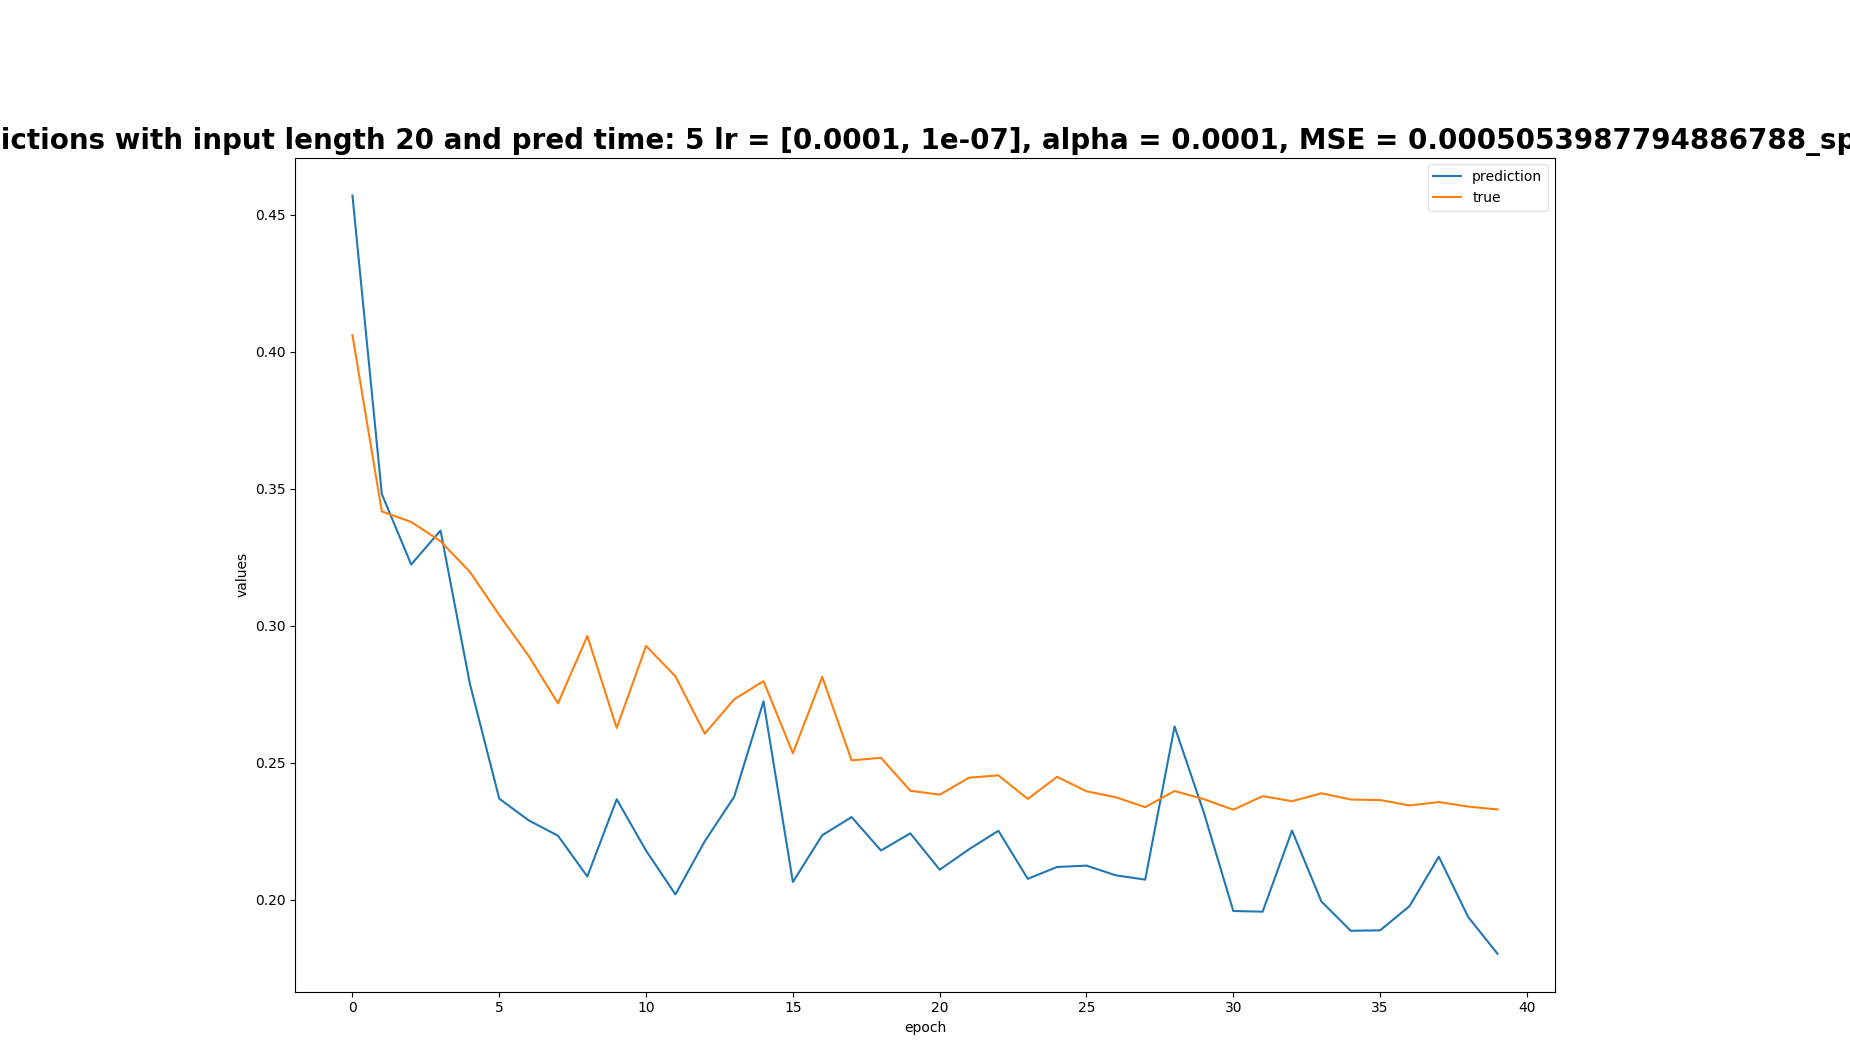 ictions with input length 20 and pred time: 5 lr = [0.0001, 1e-07], alpha = 0.0001, MSE = 0.0005053987794886788_sp
prediction
true
0.45
0.40
0.35
0.30
0.25
0.20
values
0 5 10 15 20 25 30 35 40
epoch